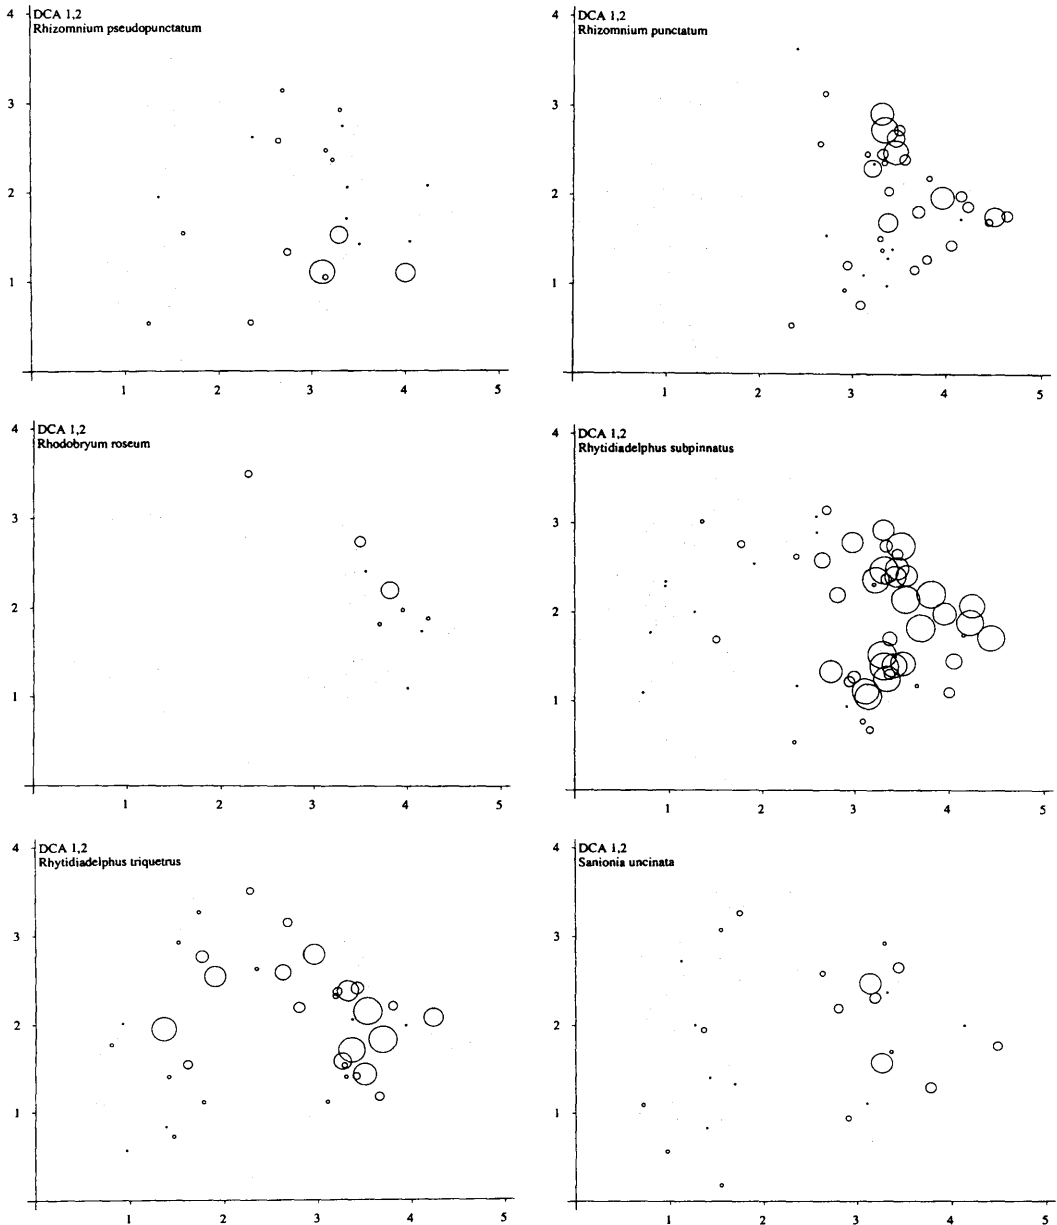 DCA 1,2
Rhizomnium pseudopunctatum
4
3
2
1
1 2 3 4 5
DCA 1,2
Rhizomnium punctatum
4
3
2
1
1 2 3 4 5
DCA 1,2
Rhodobryum roseum
4
3
2
1
1 2 3 4 5
DCA 1,2
Rhytidiadelphus subpinnatus
4
3
2
1
1 2 3 4 5
DCA 1,2
Rhytidiadelphus triquetrus
4
3
2
1
1 2 3 4 5
DCA 1,2
Sanionia uncinata
4
3
2
1
1 2 3 4 5